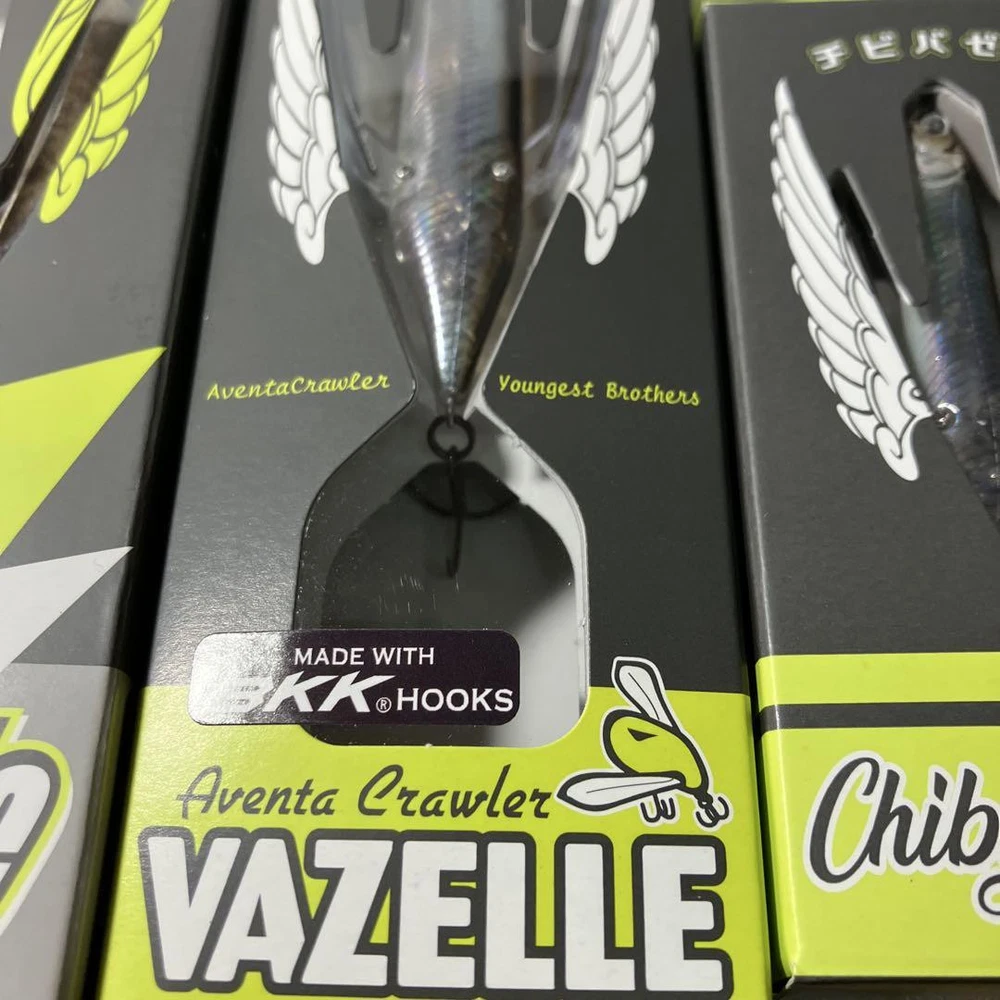 チビバゼ
AventaCrawler Youngest Brothers
MADE WITH
BKK® HOOKS
Aventa Crawler
VAZELLE
Chib